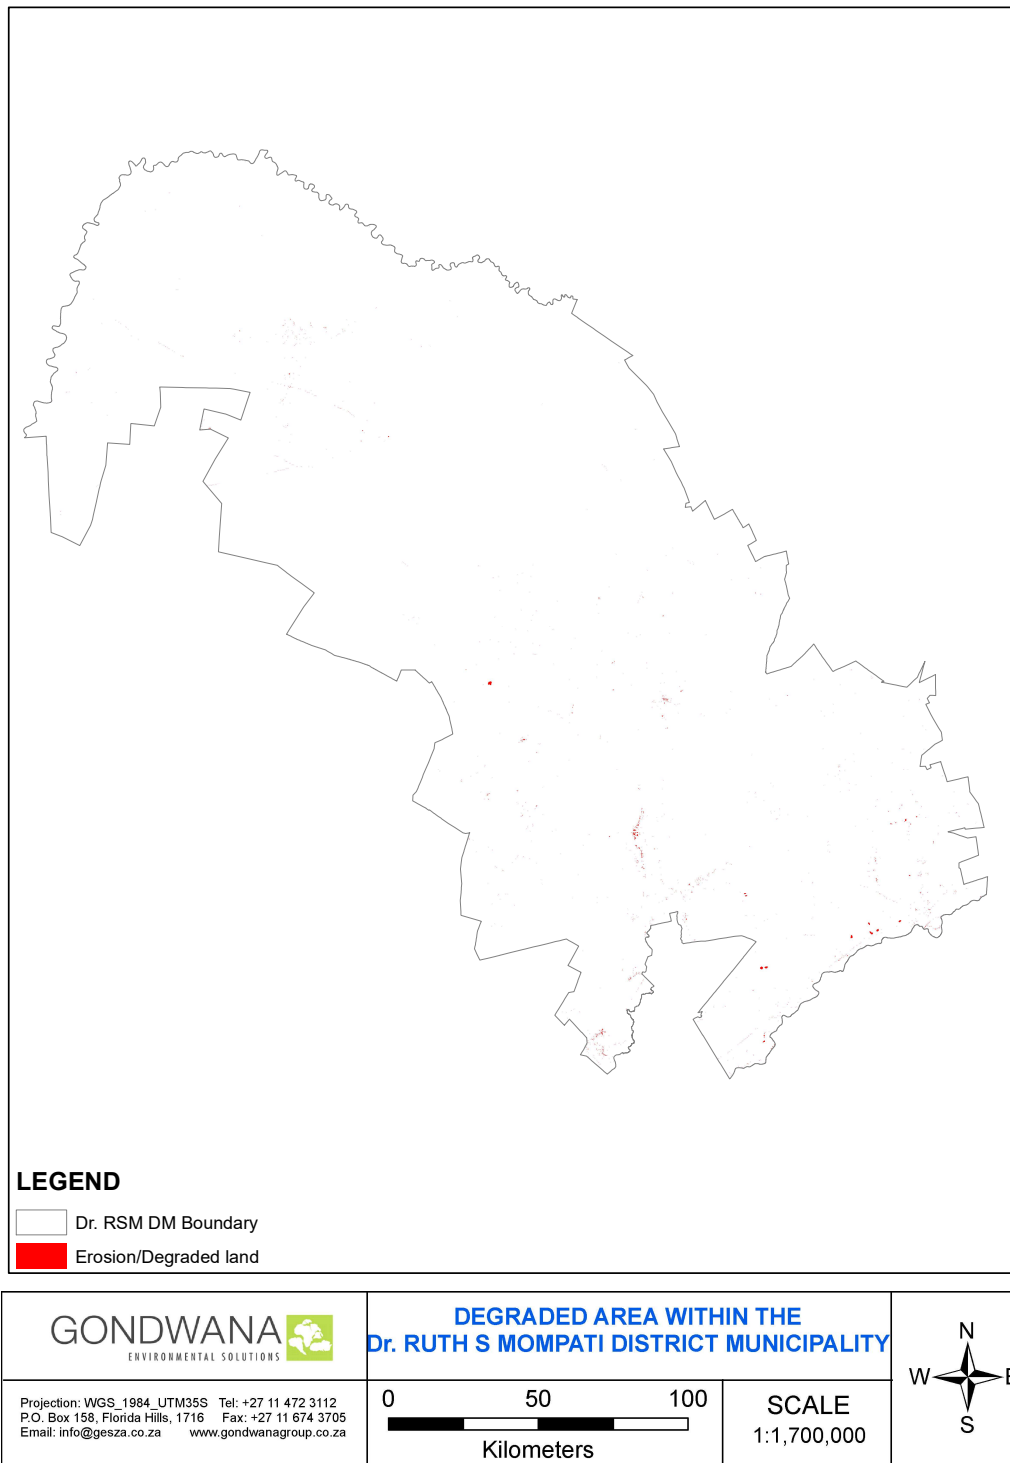 LEGEND
Dr. RSM DM Boundary
Erosion/Degraded land
GONDWANA
ENVIRONMENTAL SOLUTIONS
Projection: WGS_1984_UTM35S Tel: +27 11 472 3112
P.O. Box 158, Florida Hills, 1716 Fax: +27 11 674 3705
Email: info@gesza.co.za www.gondwanagroup.co.za
DEGRADED AREA WITHIN THE
Dr. RUTH S MOMPATI DISTRICT MUNICIPALITY
0 50 100
Kilometers
SCALE
1:1,700,000
N
W E
S